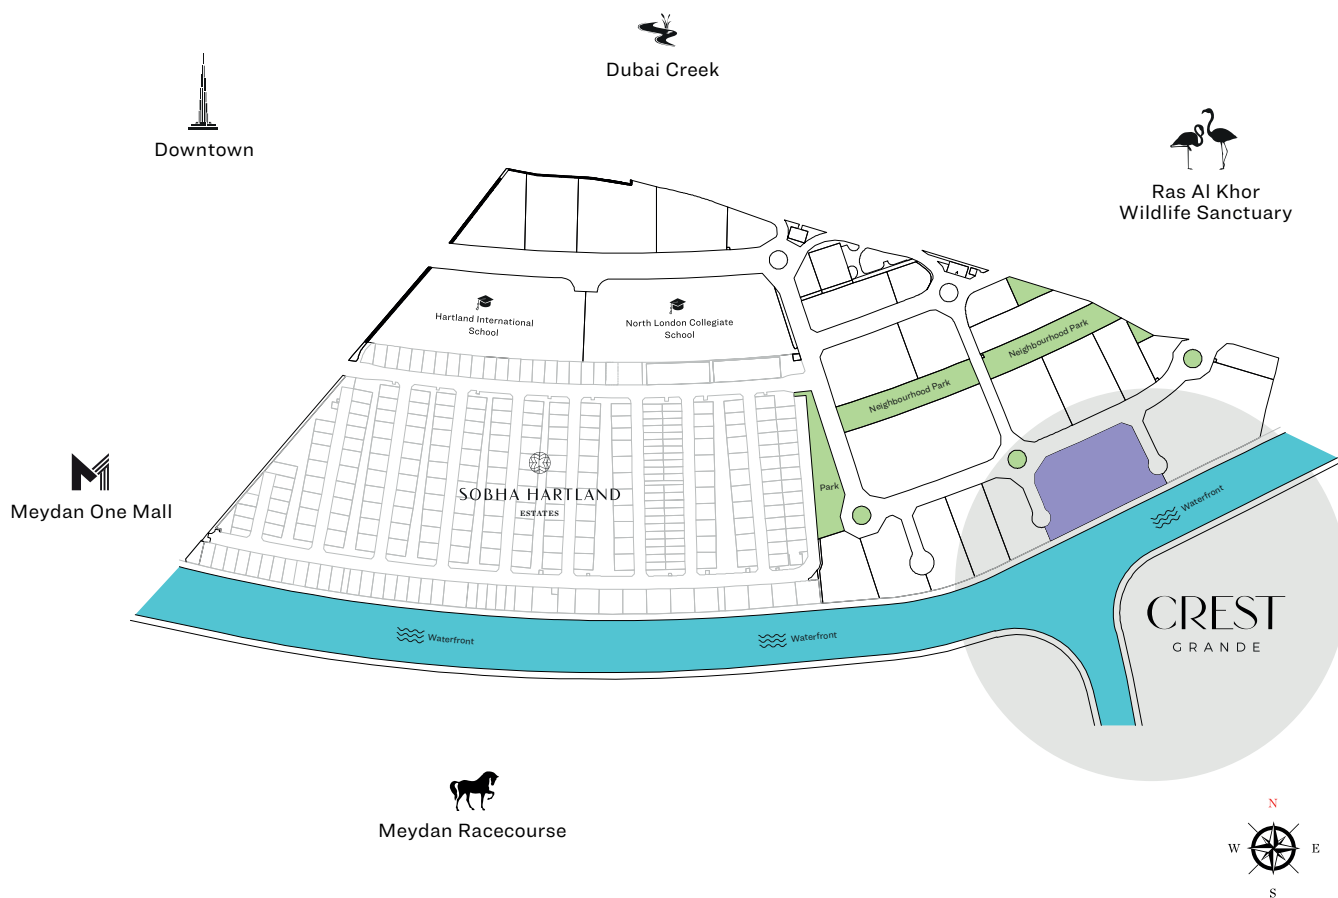 Dubai Creek
Downtown
Ras Al Khor
Wildlife Sanctuary
Hartland International
School
North London Collegiate
School
Neighbourhood Park
Neighbourhood Park
Meydan One Mall
SOBHA HARTLAND
ESTATES
Park
Waterfront
CREST
GRANDE
Waterfront
Waterfront
Meydan Racecourse
N
W
E
S